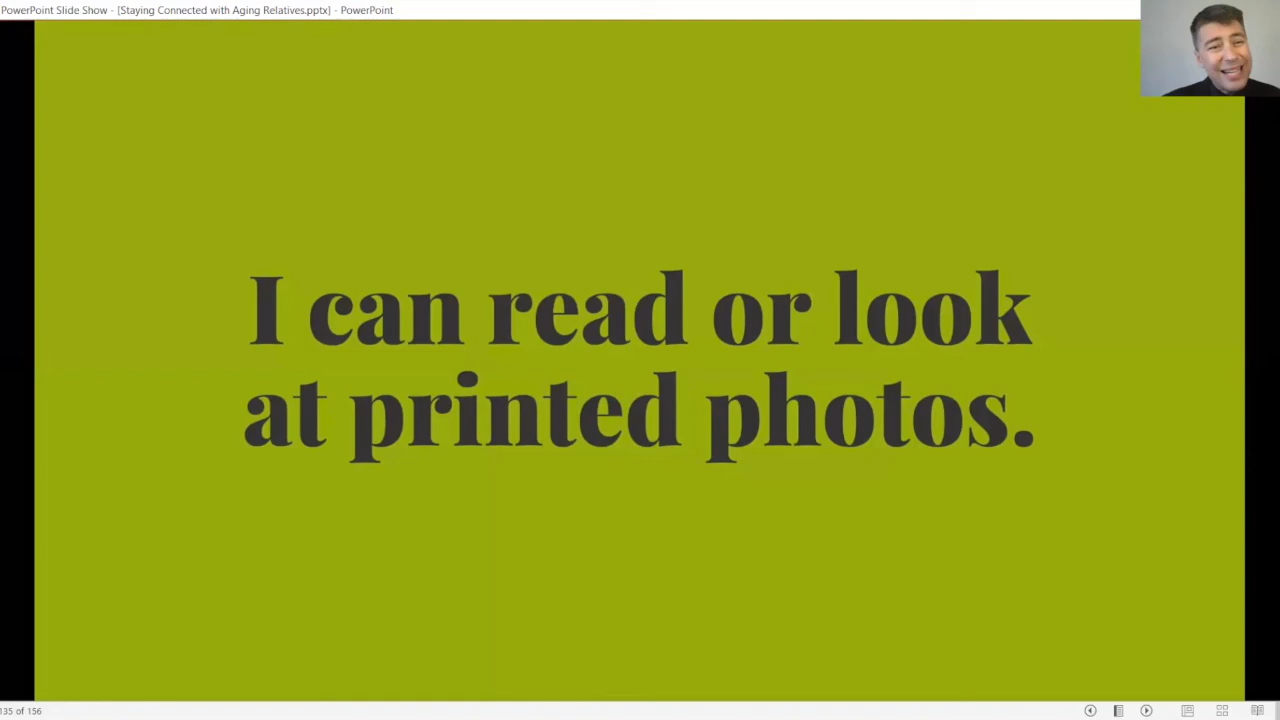 PowerPoint Slide Show - [Staying Connected with Aging Relatives.pptx] - PowerPoint
I can read or look
at printed photos.
135 of 156